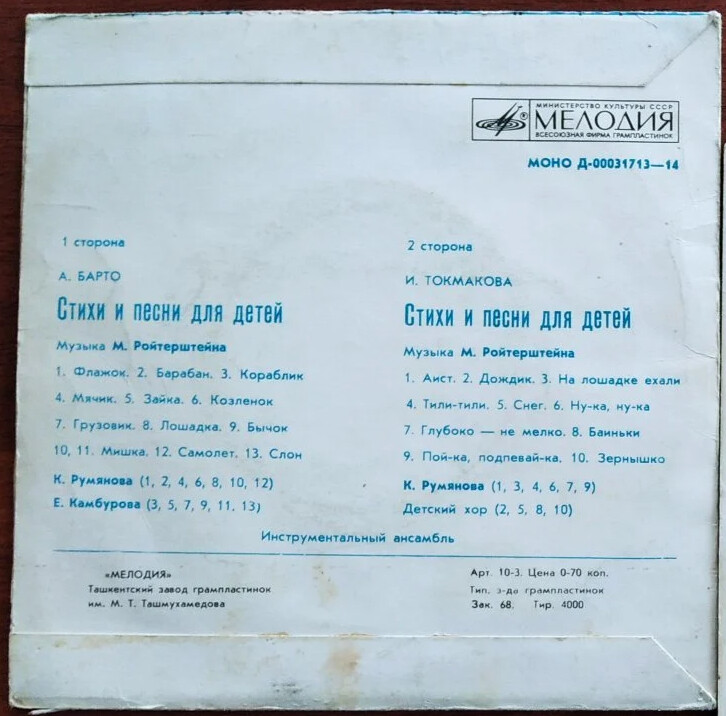 МИНИСТЕРСТВО КУЛЬТУРЫ СССР
МЕЛОДИЯ
ВСЕСОЮЗНАЯ ФИРМА ГРАМПЛАСТИНОК
МОНО Д-00031713—14
1 сторона
А. БАРТО
Стихи и песни для детей
Музыка М. Ройтерштейна
1. Флажок. 2. Барабан. 3. Кораблик
4. Мячик. 5. Зайка. 6. Козленок
7. Грузовик. 8. Лошадка. 9. Бычок
10, 11. Мишка. 12. Самолет. 13. Слон
К. Румянова (1, 2, 4, 6, 8, 10, 12)
Е. Камбурова (3, 5, 7, 9, 11. 13)
2 сторона
И. ТОКМАКОВА
Стихи и песни для детей
Музыка М. Ройтерштейна
1. Аист. 2. Дождик. 3. На лошадке ехали
4. Тили-тили. 5. Снег. 6. Ну-ка, ну-ка
7. Глубоко — не мелко. 8. Баиньки
9. Пой-ка, подпевай-ка. 10. Зернышко
К. Румянова (1, 3, 4, 6, 7, 9)
Детский хор (2, 5, 8, 10)
Инструментальный ансамбль
«МЕЛОДИЯ»
Ташкентский завод грампластинок
им. М. Т. Ташмухамедова
Арт. 10-3. Цена 0-70 коп.
Тип. з-да грампластинок
Зак. 68. Тир. 4000